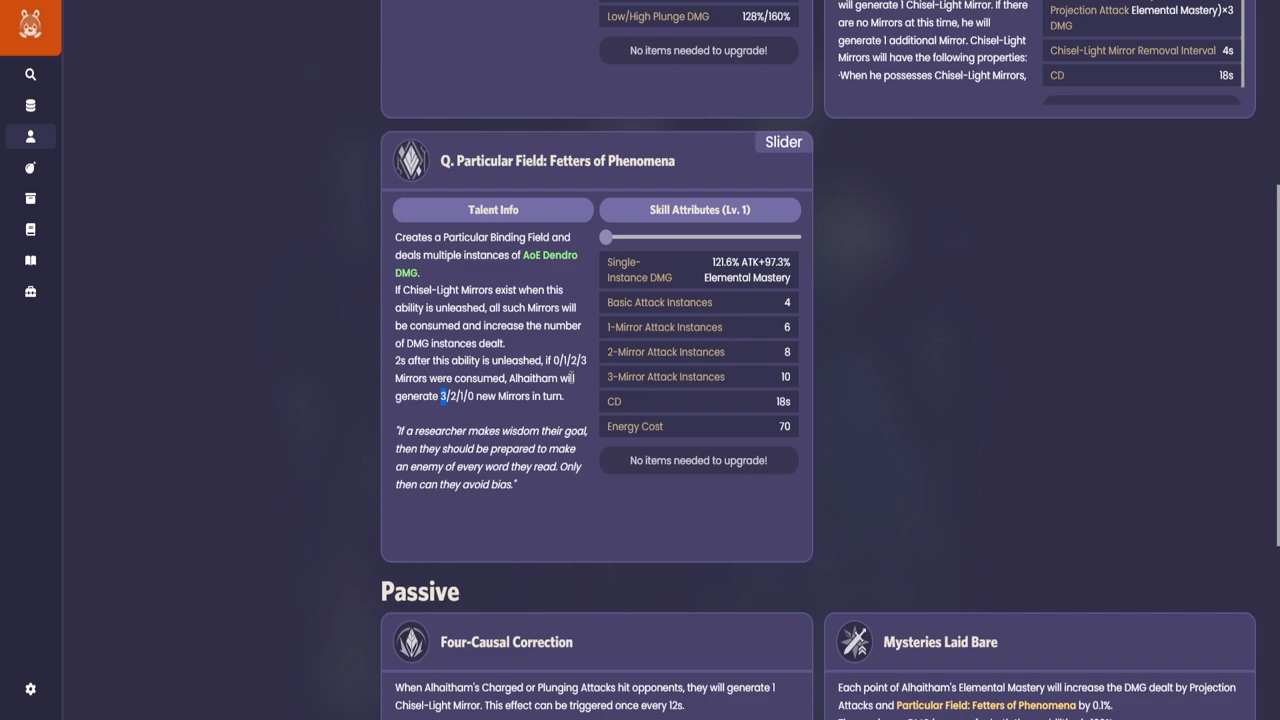 Low/High Plunge DMG 128%/160%
No items needed to upgrade!
will generate 1 Chisel-Light Mirror. If there
are no Mirrors at this time, he will
generate 1 additional Mirror. Chisel-Light
Mirrors will have the following properties:
·When he possesses Chisel-Light Mirrors,
Projection Attack Elemental Mastery)×3
DMG
Chisel-Light Mirror Removal Interval 4s
CD 18s
Slider
Q. Particular Field: Fetters of Phenomena
Talent Info
Creates a Particular Binding Field and
deals multiple instances of AoE Dendro
DMG.
If Chisel-Light Mirrors exist when this
ability is unleashed, all such Mirrors will
be consumed and increase the number
of DMG instances dealt.
2s after this ability is unleashed, if 0/1/2/3
Mirrors were consumed, Alhaitham will
generate 3/2/1/0 new Mirrors in turn.
"If a researcher makes wisdom their goal,
then they should be prepared to make
an enemy of every word they read. Only
then can they avoid bias."
Skill Attributes (Lv. 1)
Single- 121.6% ATK+97.3%
Instance DMG Elemental Mastery
Basic Attack Instances 4
1-Mirror Attack Instances 6
2-Mirror Attack Instances 8
3-Mirror Attack Instances 10
CD 18s
Energy Cost 70
No items needed to upgrade!
Passive
Four-Causal Correction
When Alhaitham's Charged or Plunging Attacks hit opponents, they will generate 1
Chisel-Light Mirror. This effect can be triggered once every 12s.
Mysteries Laid Bare
Each point of Alhaitham's Elemental Mastery will increase the DMG dealt by Projection
Attacks and Particular Field: Fetters of Phenomena by 0.1%.